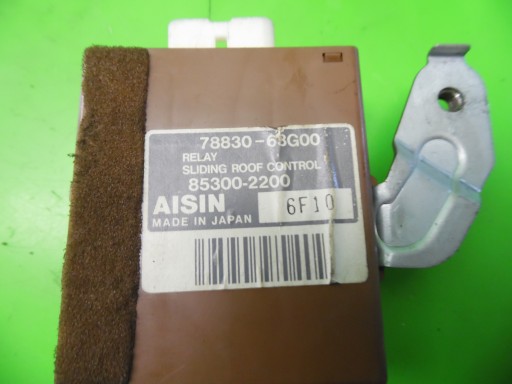 78830-63G00
RELAY
SLIDING ROOF CONTROL
85300-2200
AISIN 6F10
MADE IN JAPAN